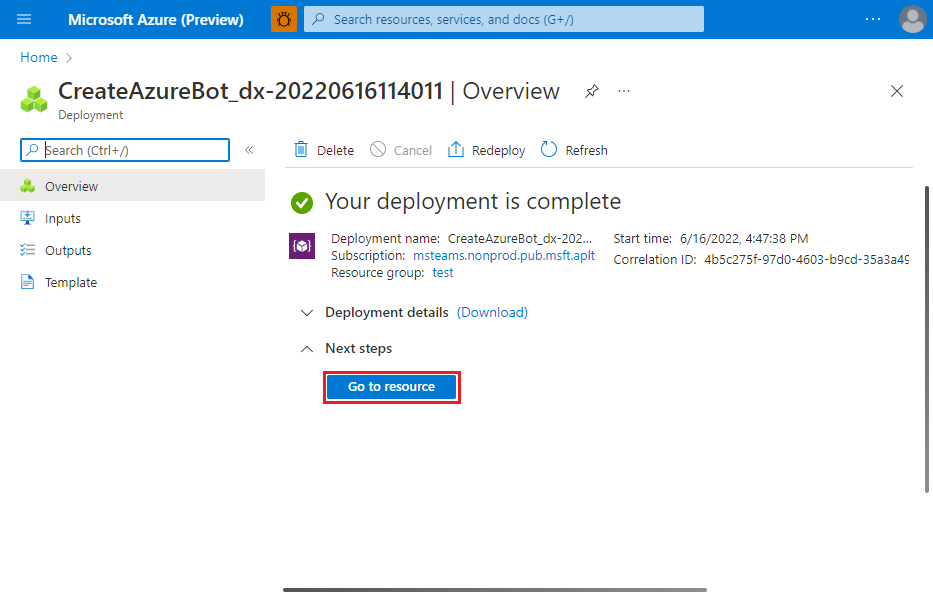 Microsoft Azure (Preview)
Search resources, services, and docs (G+/)
...
Home
CreateAzureBot_dx-20220616114011 | Overview
...
Deployment
Search (Ctrl+/)
«
Delete
Cancel
Redeploy
Refresh
Overview
Inputs
Outputs
Template
Your deployment is complete
Deployment name: CreateAzureBot_dx-202...
Subscription: msteams.nonprod.pub.msft.aplt
Resource group: test
Start time: 6/16/2022, 4:47:38 PM
Correlation ID: 4b5c275f-97d0-4603-b9cd-35a3a49
Deployment details (Download)
Next steps
Go to resource